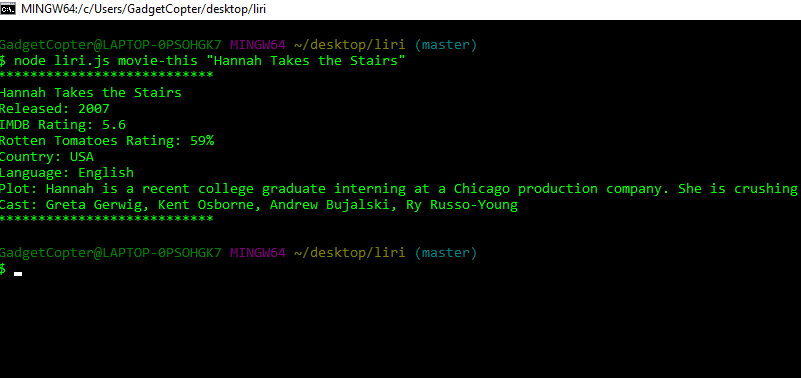 MINGW64:/c/Users/GadgetCopter/desktop/liri
GadgetCopter@LAPTOP-0PSOHGK7 MINGW64 ~/desktop/liri (master)
$ node liri.js movie-this "Hannah Takes the Stairs"
***************************
Hannah Takes the Stairs
Released: 2007
IMDB Rating: 5.6
Rotten Tomatoes Rating: 59%
Country: USA
Language: English
Plot: Hannah is a recent college graduate interning at a Chicago production company. She is crushing
Cast: Greta Gerwig, Kent Osborne, Andrew Bujalski, Ry Russo-Young
***************************
GadgetCopter@LAPTOP-0PSOHGK7 MINGW64 ~/desktop/liri (master)
$